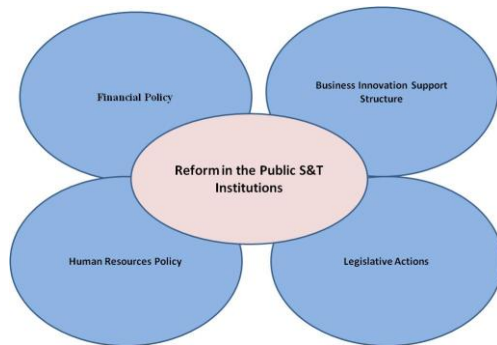 Financial Policy
Business Innovation Support
Structure
Reform in the Public S&T
Institutions
Human Resources Policy
Legislative Actions